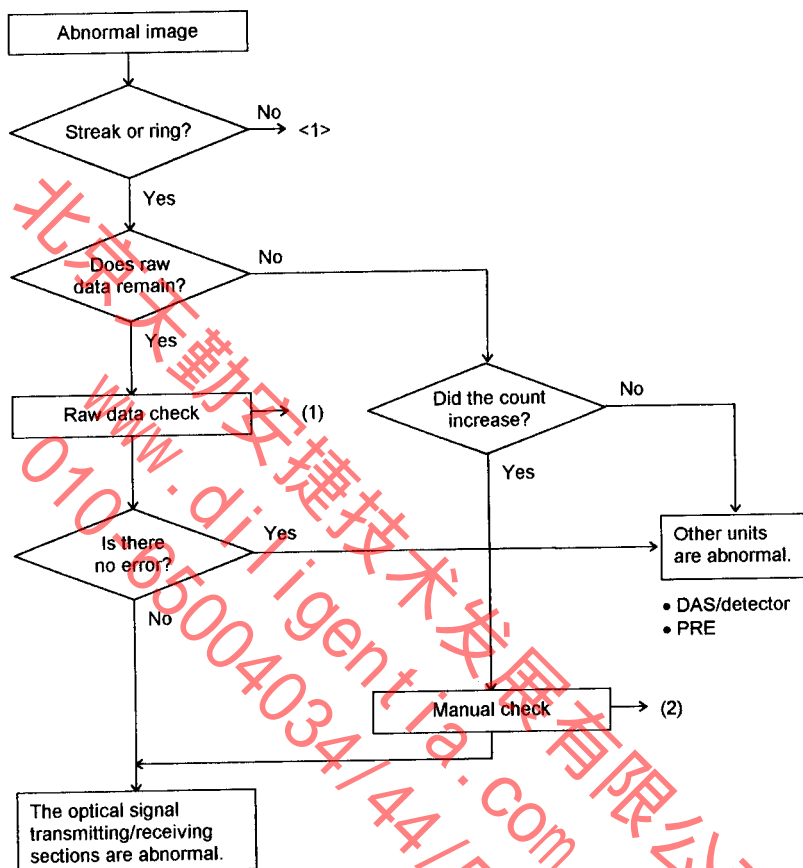 Abnormal image
Streak or ring?
No
<1>
Yes
Does raw
data remain?
No
Yes
Raw data check
(1)
Did the count
increase?
No
Yes
Is there
no error?
Yes
No
Other units
are abnormal.
• DAS/detector
• PRE
Manual check
(2)
The optical signal
transmitting/receiving
sections are abnormal.
北京天勤安捷技术发展有限公
www.diligentia.com
010-65004034/44/5